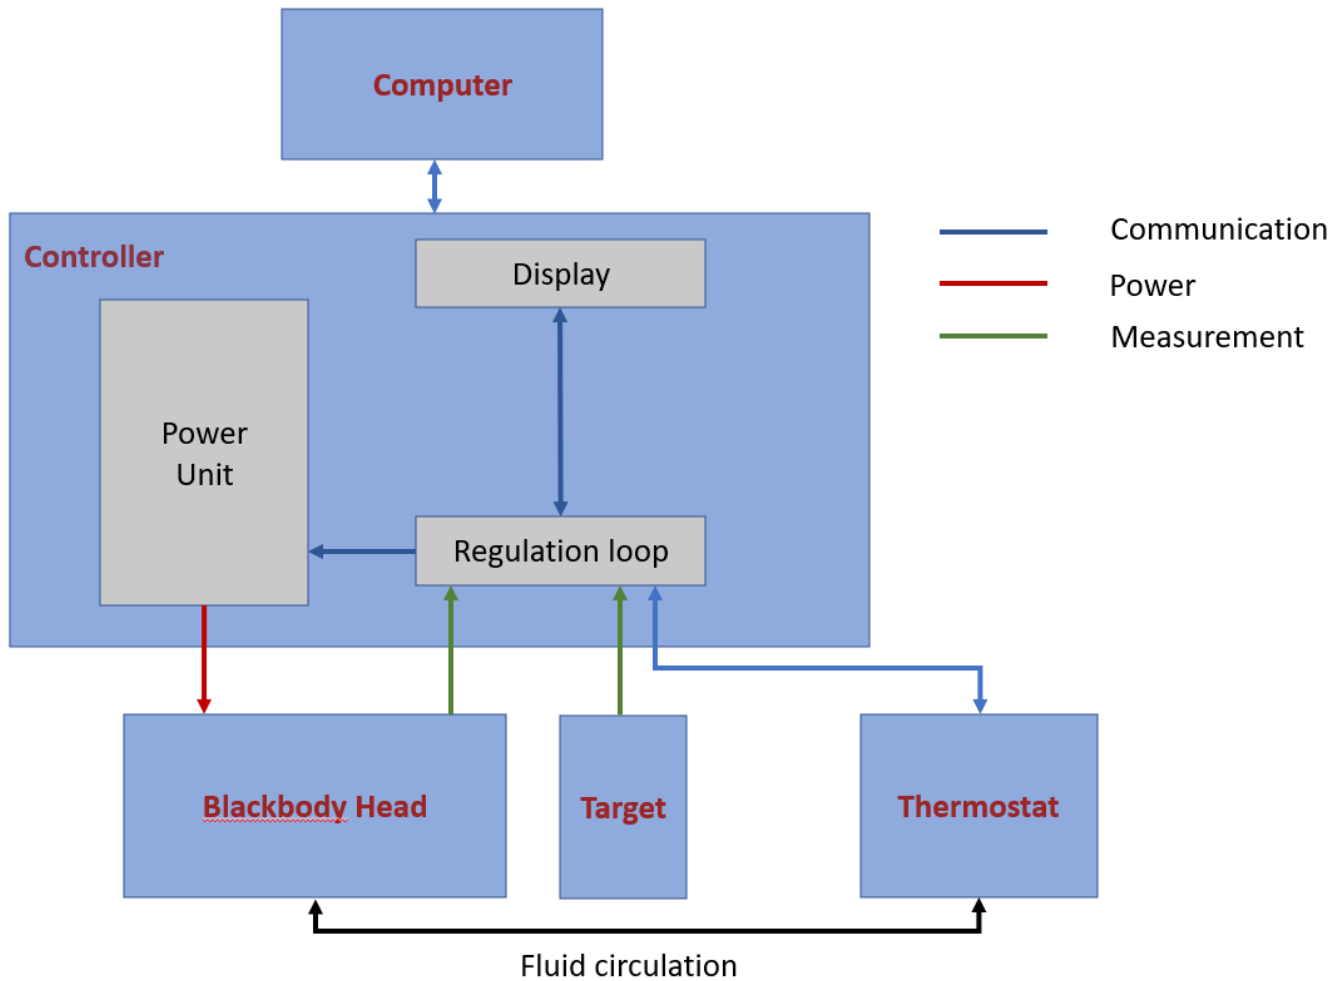 Computer
Controller
Display
Power
Unit
Regulation loop
Communication
Power
Measurement
Blackbody Head
Target
Thermostat
Fluid circulation